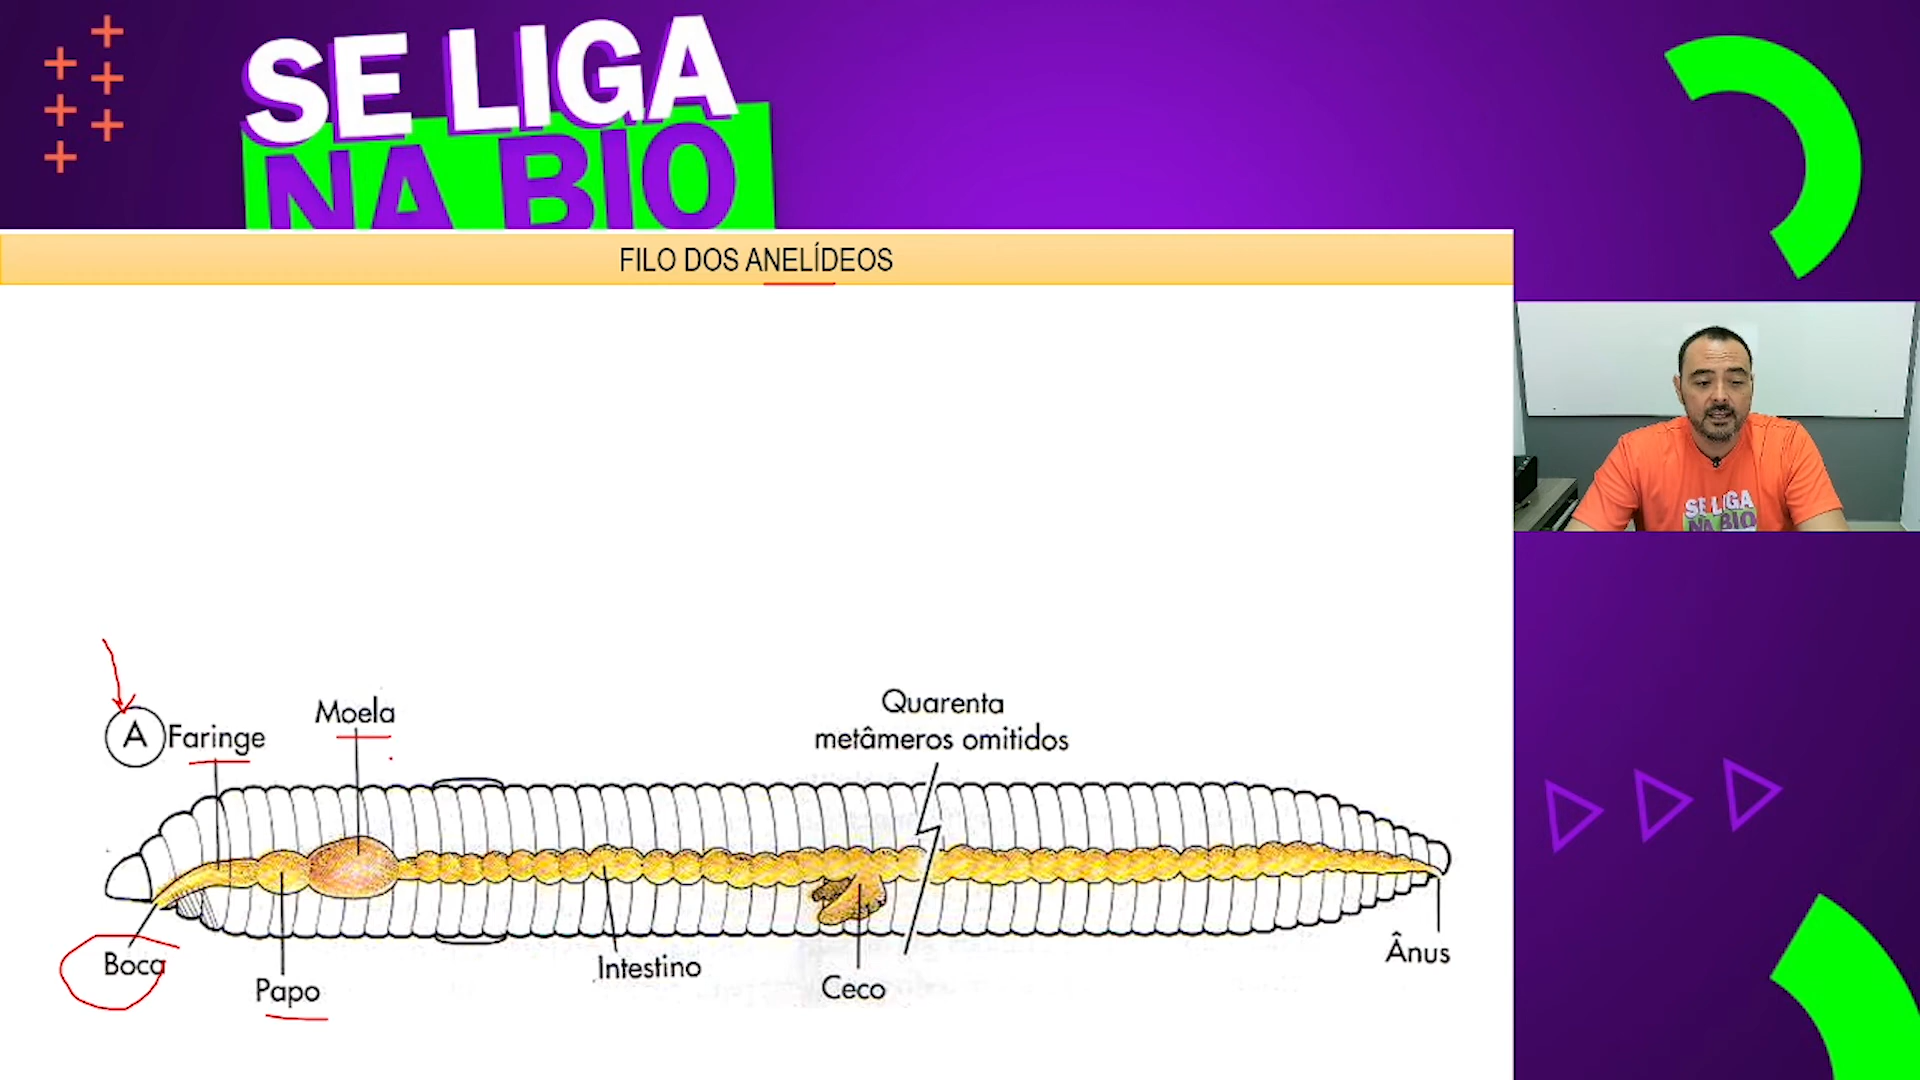 SE LIGA
NA BIO
FILO DOS ANELÍDEOS
SE LIGA
NA BIO
A
Faringe
Moela
Quarenta
metâmeros omitidos
Boca
Papo
Intestino
Ceco
Ânus